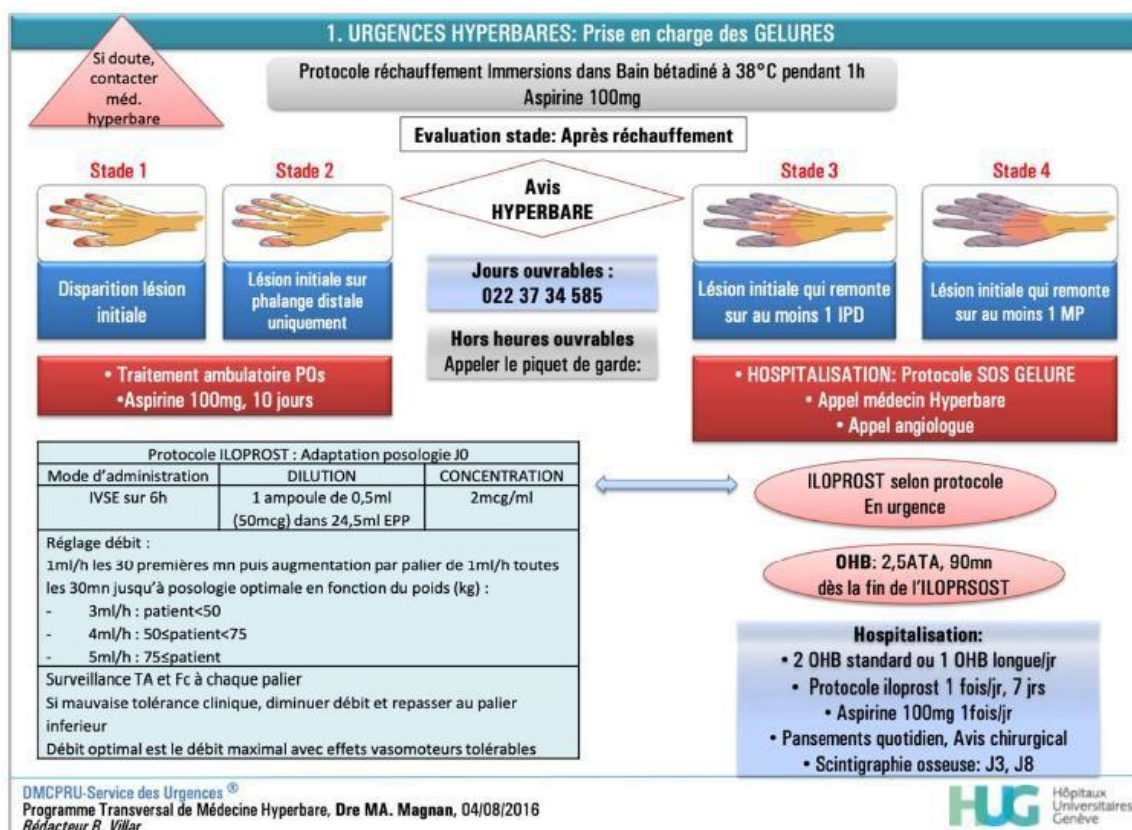 1. URGENCES HYPERBARES: Prise en charge des GELURES
Si doute,
contacter
méd.
hyperbare
Protocole réchauffement Immersions dans Bain bétadiné à 38°C pendant 1h
Aspirine 100mg
Evaluation stade: Après réchauffement
Stade 1
Stade 2
Disparition lésion
initiale
Lésion initiale sur
phalange distale
uniquement
• Traitement ambulatoire POs
•Aspirine 100mg, 10 jours
Avis
HYPERBARE
Jours ouvrables :
022 37 34 585
Hors heures ouvrables
Appeler le piquet de garde:
Stade 3
Stade 4
Lésion initiale qui remonte
sur au moins 1 IPD
Lésion initiale qui remonte
sur au moins 1 MP
• HOSPITALISATION: Protocole SOS GELURE
• Appel médecin Hyperbare
• Appel angiologue
Protocole ILOPROST : Adaptation posologie J0
Mode d'administration DILUTION CONCENTRATION
IVSE sur 6h 1 ampoule de 0,5ml 2mcg/ml
(50mcg) dans 24,5ml EPP
Réglage débit :
1ml/h les 30 premières mn puis augmentation par palier de 1ml/h toutes
les 30mn jusqu'à posologie optimale en fonction du poids (kg) :
- 3ml/h : patient<50
- 4ml/h : 50≤patient<75
- 5ml/h : 75≤patient
Surveillance TA et Fc à chaque palier
Si mauvaise tolérance clinique, diminuer débit et repasser au palier
inferieur
Débit optimal est le débit maximal avec effets vasomoteurs tolérables
ILOPROST selon protocole
En urgence
OHB: 2,5ATA, 90mn
dès la fin de l'ILOPRSOST
Hospitalisation:
• 2 OHB standard ou 1 OHB longue/jr
• Protocole iloprost 1 fois/jr, 7 jrs
• Aspirine 100mg 1fois/jr
• Pansements quotidien, Avis chirurgical
• Scintigraphie osseuse: J3, J8
DMCPRU-Service des Urgences ®
Programme Transversal de Médecine Hyperbare, Dre MA. Magnan, 04/08/2016
Rédacteur B. Villar
HUG
Hôpitaux
Universitaires
Genève